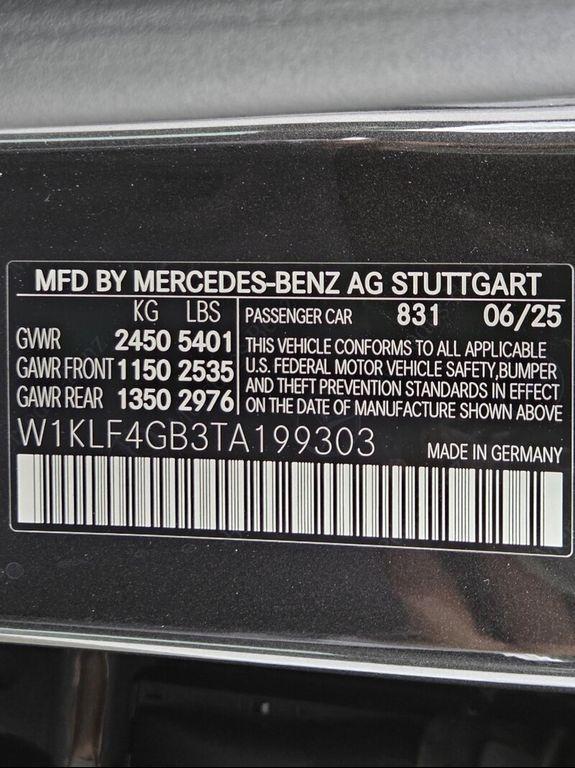 MFD BY MERCEDES-BENZ AG STUTTGART
KG LBS
GVWR 2450 5401
GAWR FRONT 1150 2535
GAWR REAR 1350 2976
PASSENGER CAR 831 06/25
THIS VEHICLE CONFORMS TO ALL APPLICABLE
U.S. FEDERAL MOTOR VEHICLE SAFETY,BUMPER
AND THEFT PREVENTION STANDARDS IN EFFECT
ON THE DATE OF MANUFACTURE SHOWN ABOVE
W1KLF4GB3TA199303 MADE IN GERMANY